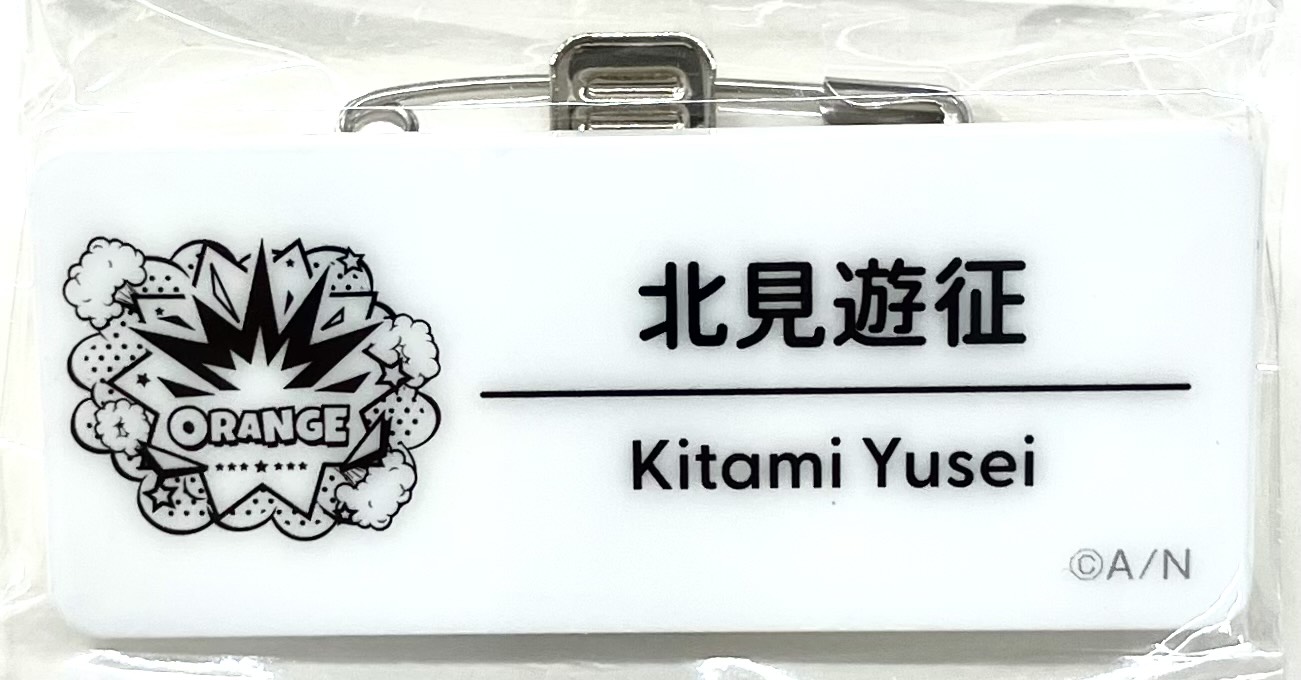 ORANGE
北見遊征
Kitami Yusei
©A/N